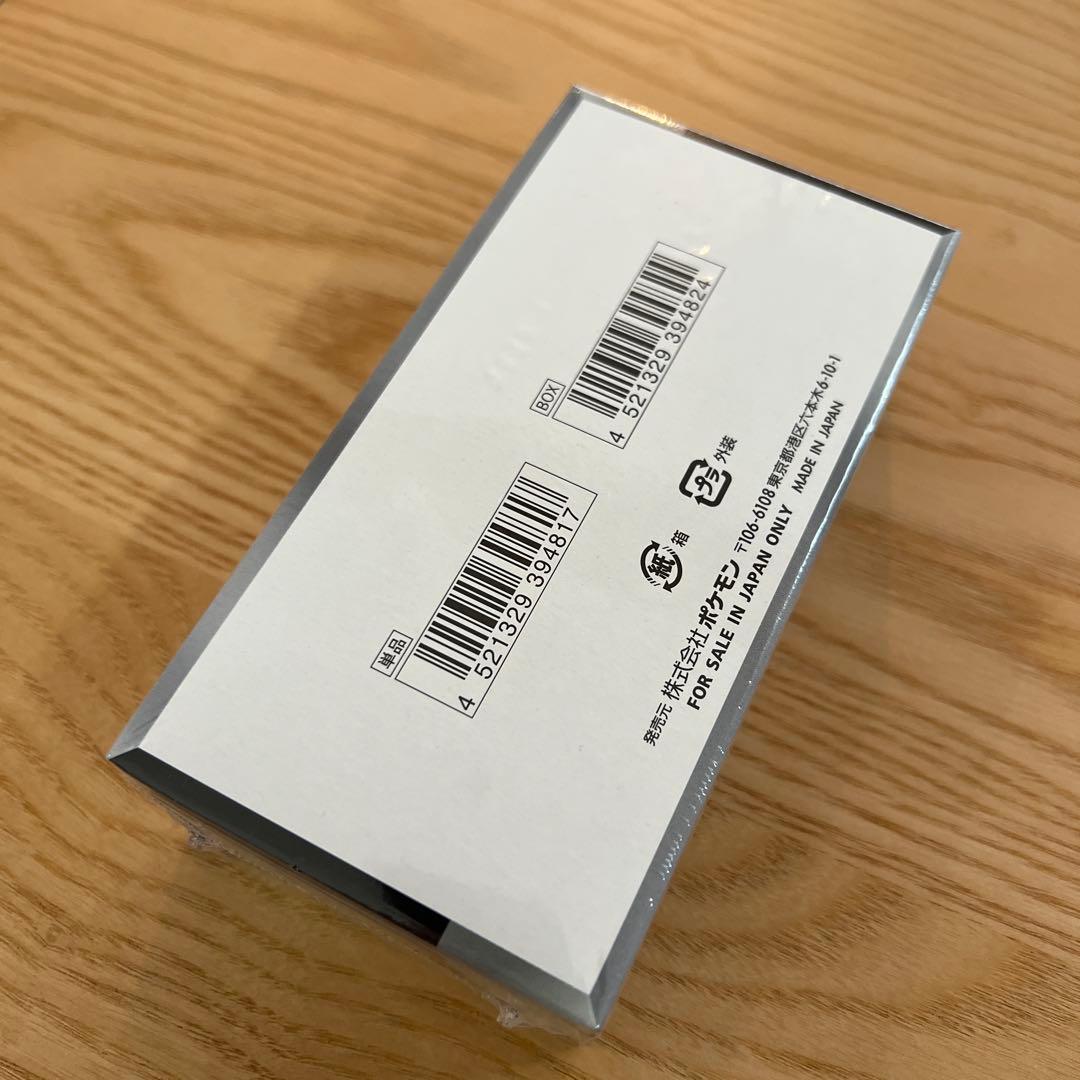 BOX
4 521329 394824
単品
4 521329 394817
プラ 外装
紙 箱
発売元 株式会社ポケモン 〒106-6108 東京都港区六本木6-10-1
FOR SALE IN JAPAN ONLY MADE IN JAPAN